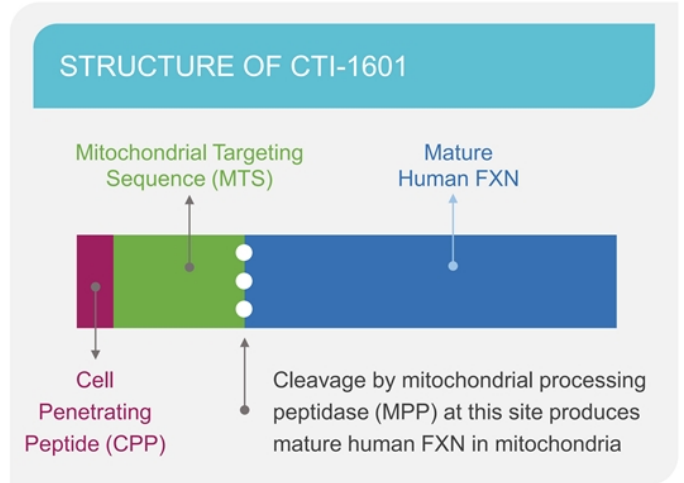 STRUCTURE OF CTI-1601
Mitochondrial Targeting
Sequence (MTS)
Mature
Human FXN
Cell
Penetrating
Peptide (CPP)
Cleavage by mitochondrial processing
peptidase (MPP) at this site produces
mature human FXN in mitochondria